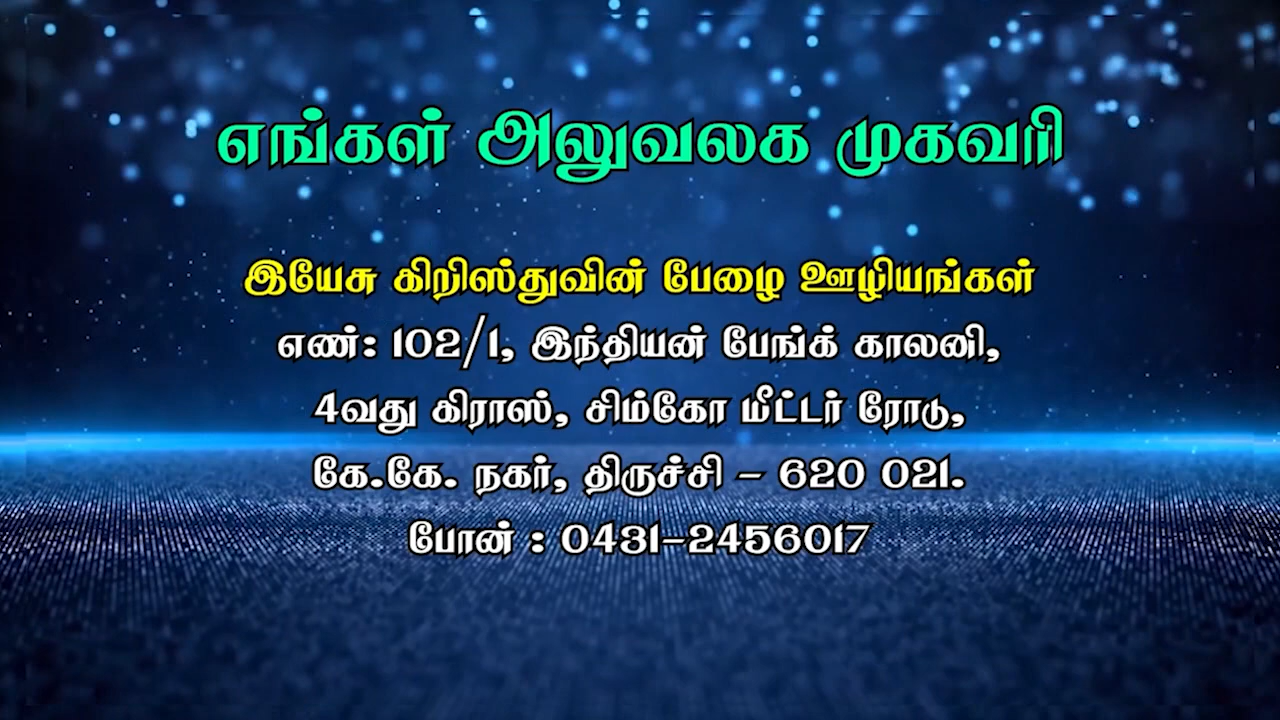 எங்கள் அலுவலக முகவரி
இயேசு கிறிஸ்துவின் பேழை ஊழியங்கள்
எண்: 102/1, இந்தியன் பேங்க் காலனி,
4வது கிராஸ், சிம்கோ மீட்டர் ரோடு,
கே.கே. நகர், திருச்சி - 620 021.
போன் : 0431-2456017